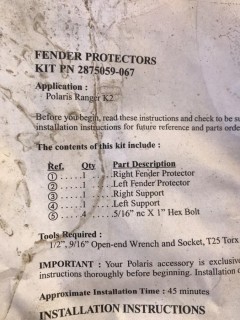 FENDER PROTECTORS
KIT PN 2875059-067
Application :
Polaris Ranger K2
Before you begin, read these instructions and check to be su
installation instructions for future reference and parts orde
The contents of this kit include :
Ref. Qty Part Description
① ......1 ......Right Fender Protector
② ......1 ......Left Fender Protector
③ ......1 ......Right Support
④ ......1 ......Left Support
⑤ ......4 ......5/16" nc X 1" Hex Bolt
Tools Required :
1/2", 9/16" Open-end Wrench and Socket, T25 Torx
IMPORTANT : Your Polaris accessory is exclusive
instructions thoroughly before beginning. Installation
Approximate Installation Time : 45 minutes
INSTALLATION INSTRUCTIONS